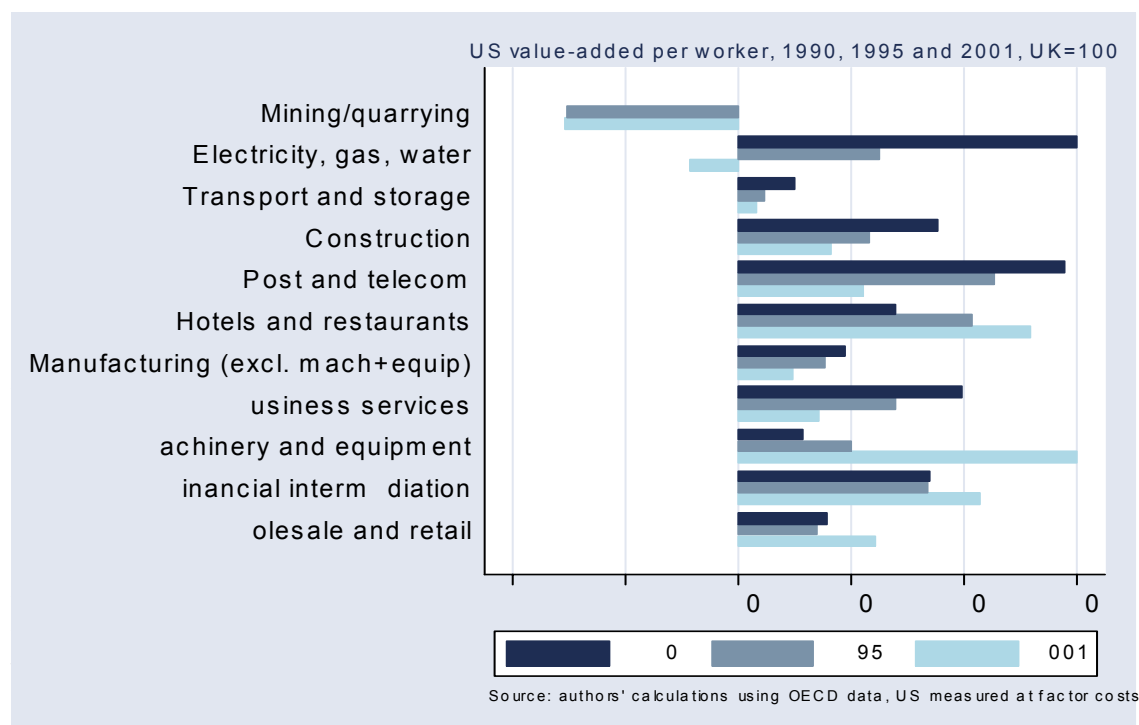 US value-added per worker, 1990, 1995 and 2001, UK=100
Mining/quarrying
Electricity, gas, water
Transport and storage
Construction
Post and telecom
Hotels and restaurants
Manufacturing (excl. mach+equip)
usiness services
achinery and equipment
inancial interm diation
olesale and retail
0 0 0 0
0 95 001
Source: authors' calculations using OECD data, US measured at factor costs